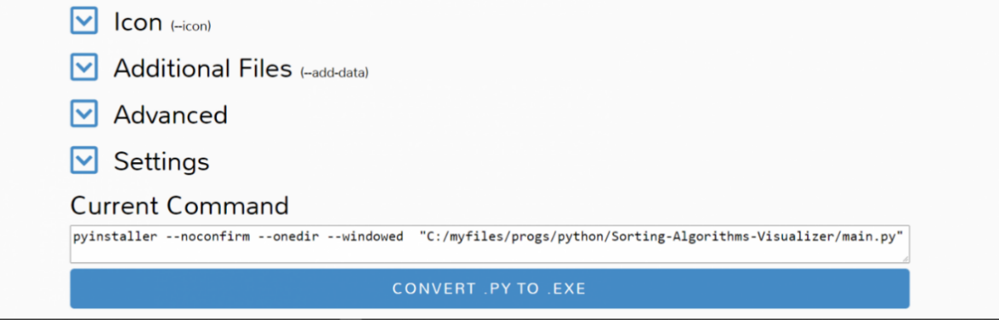 Icon (--icon)
Additional Files (--add-data)
Advanced
Settings
Current Command
pyinstaller --noconfirm --onedir --windowed  "C:/myfiles/progs/python/Sorting-Algorithms-Visualizer/main.py"
CONVERT .PY TO .EXE